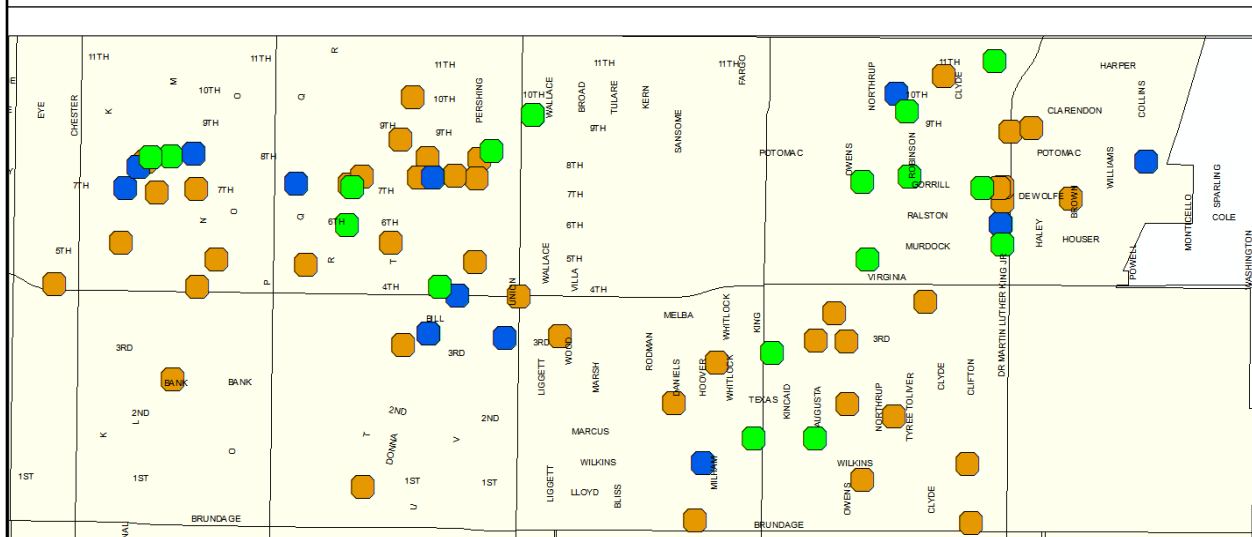 11TH
11TH
R
11TH
11TH
11TH
FARGO
11TH
HARPER
E
M
10TH
O
Q
PERSHING
10TH
10TH
WALLACE
BROAD
TULARE
KERN
NORTHRUP
10TH
CLYDE
COLLINS
E
EYE
CHESTER
K
9TH
9TH
9TH
9TH
SANSOME
9TH
CLARENDON
8TH
8TH
POTOMAC
OWENS
ROBINSON
POTOMAC
WILLIAMIS
Y
7TH
7TH
7TH
7TH
GORRILL
DEWOLFE
BROWN
SPARLING
N
O
Q
6TH
6TH
6TH
RALSTON
HALEY
HOUSER
MONTICELLO
COLE
5TH
R
T
WALLACE
5TH
VILLA
MURDOCK
POWELL
WASHINGTON
P
4TH
UNION
4TH
VIRGINIA
DR MARTIN LUTHER KING JR
BILL
MELBA
WHITLOCK
KING
3RD
3RD
3RD
WOOD
RODMAN
3RD
BANK
BANK
LIGGETT
MARSH
DANIELS
HOOVER
WHITLOCK
TEXAS
KINCAID
AUGUSTA
NORTHRUP
TYREE TOLIVER
CLYDE
CLIFTON
2ND
L
2ND
2ND
K
O
T
DONNA
V
MARCUS
1ST
1ST
1ST
1ST
WILKINS
MILHAM
WILKINS
U
LIGGETT
LLOYD
BLISS
OWENS
CLYDE
NAL
BRUNDAGE
BRUNDAGE